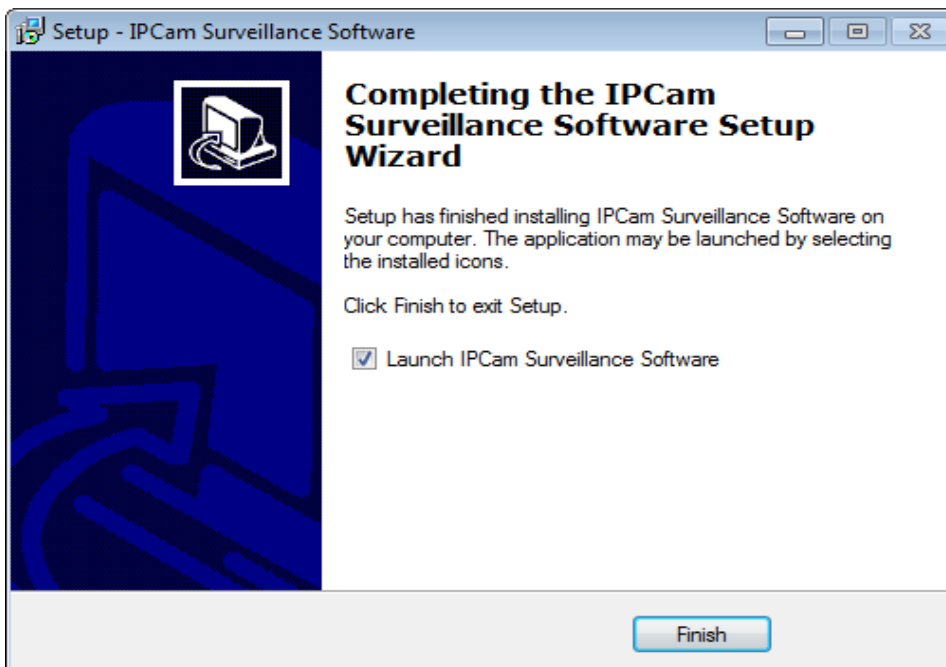 Setup - IPCam Surveillance Software
Completing the IPCam
Surveillance Software Setup
Wizard
Setup has finished installing IPCam Surveillance Software on
your computer. The application may be launched by selecting
the installed icons.
Click Finish to exit Setup.
Launch IPCam Surveillance Software
Finish